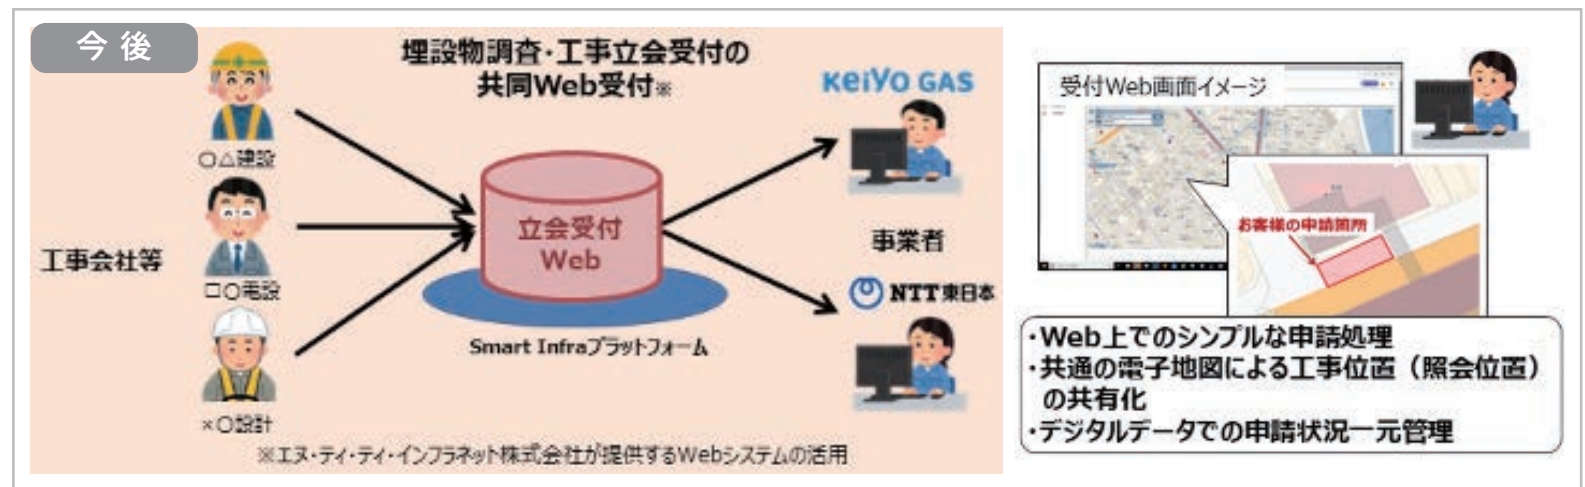 今後
埋設物調査・工事立会受付の
共同Web受付※
○△建設
工事会社等
□○電設
×○設計
立会受付
Web
Smart Infraプラットフォーム
KeiYO GAS
事業者
NTT東日本
※エヌ・ティ・ティ・インフラネット株式会社が提供するWebシステムの活用
受付Web画面イメージ
お客様の申請箇所
・Web上でのシンプルな申請処理
・共通の電子地図による工事位置（照会位置）
の共有化
・デジタルデータでの申請状況一元管理